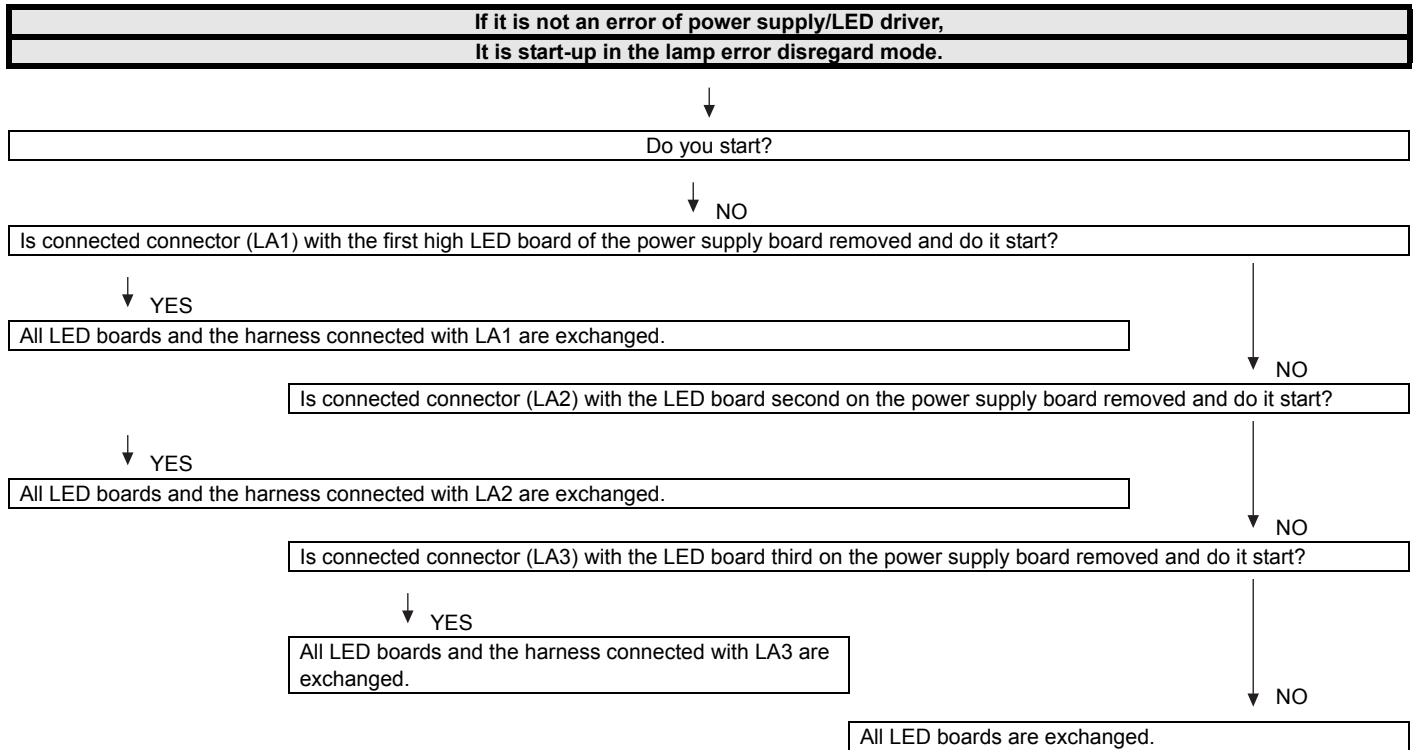 If it is not an error of power supply/LED driver,
It is start-up in the lamp error disregard mode.
Do you start?
NO
Is connected connector (LA1) with the first high LED board of the power supply board removed and do it start?
YES
All LED boards and the harness connected with LA1 are exchanged.
NO
Is connected connector (LA2) with the LED board second on the power supply board removed and do it start?
YES
All LED boards and the harness connected with LA2 are exchanged.
NO
Is connected connector (LA3) with the LED board third on the power supply board removed and do it start?
YES
All LED boards and the harness connected with LA3 are
exchanged.
NO
All LED boards are exchanged.